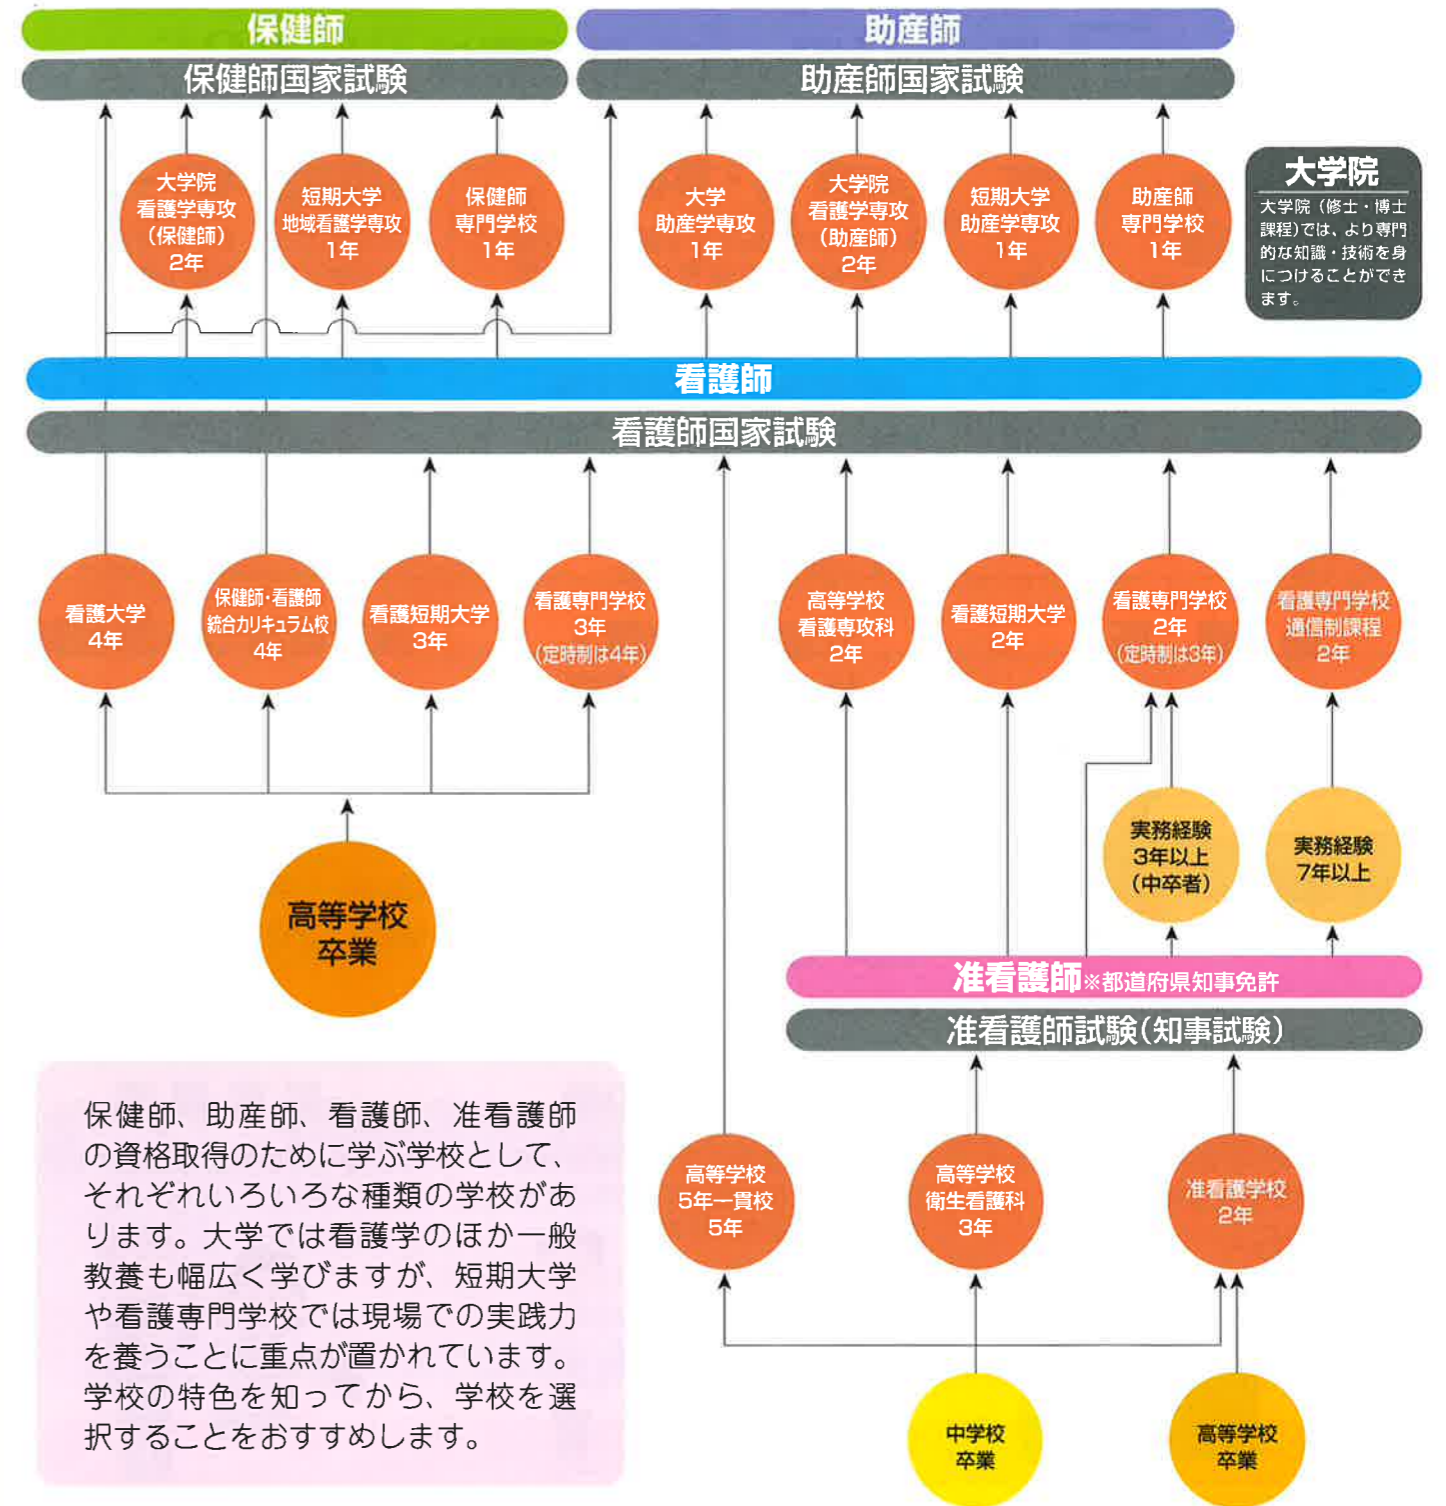 保健師
助産師
保健師国家試験
助産師国家試験
大学院
看護学専攻
(保健師)
2年
短期大学
地域看護学専攻
1年
保健師
専門学校
1年
大学
助産学専攻
1年
大学院
看護学専攻
(助産師)
2年
短期大学
助産学専攻
1年
助産師
専門学校
1年
大学院
大学院(修士・博士
課程)では、より専門
的な知識・技術を身
につけることができ
ます。
看護師
看護師国家試験
看護大学
4年
保健師・看護師
統合カリキュラム校
4年
看護短期大学
3年
看護専門学校
3年
(定時制は4年)
高等学校
看護専攻科
2年
看護短期大学
2年
看護専門学校
2年
(定時制は3年)
看護専門学校
通信制課程
2年
実務経験
3年以上
(中卒者)
実務経験
7年以上
高等学校
卒業
准看護師※都道府県知事免許
准看護師試験(知事試験)
保健師、助産師、看護師、准看護師
の資格取得のために学ぶ学校として、
それぞれいろいろな種類の学校があ
ります。大学では看護学のほか一般
教養も幅広く学びますが、短期大学
や看護専門学校では現場での実践力
を養うことに重点が置かれています。
学校の特色を知ってから、学校を選
択することをおすすめします。
高等学校
5年一貫校
5年
高等学校
衛生看護科
3年
准看護学校
2年
中学校
卒業
高等学校
卒業